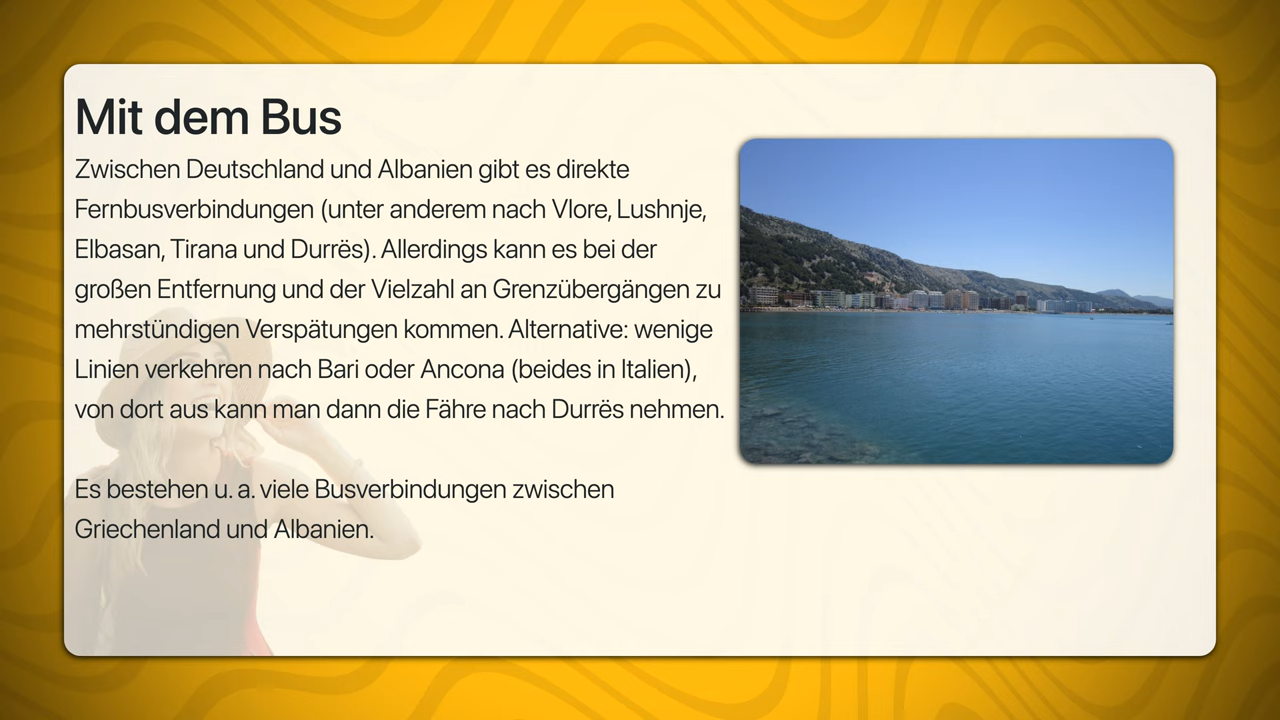 Mit dem Bus
Zwischen Deutschland und Albanien gibt es direkte
Fernbusverbindungen (unter anderem nach Vlore, Lushnje,
Elbasan, Tirana und Durrës). Allerdings kann es bei der
großen Entfernung und der Vielzahl an Grenzübergängen zu
mehrstündigen Verspätungen kommen. Alternative: wenige
Linien verkehren nach Bari oder Ancona (beides in Italien),
von dort aus kann man dann die Fähre nach Durrës nehmen.
Es bestehen u. a. viele Busverbindungen zwischen
Griechenland und Albanien.